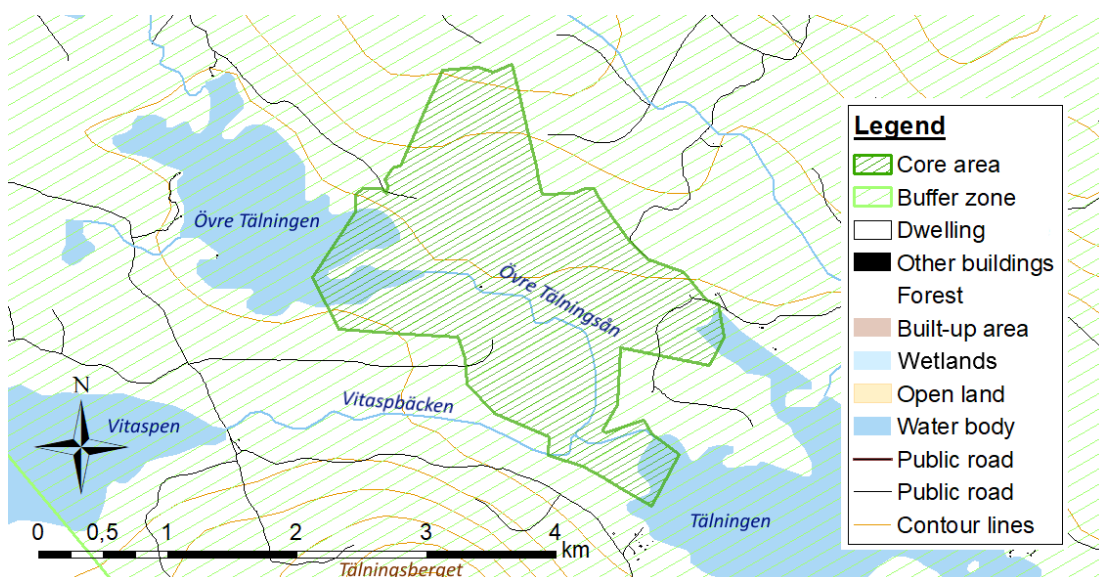 Legend
Core area
Buffer zone
Dwelling
Other buildings
Forest
Built-up area
Wetlands
Open land
Water body
Public road
Public road
Contour lines
Övre Tälningen
Övre Tälningsån
Vitaspbäcken
Vitaspen
N
Tälningen
0 0,5 1 2 3 4
km
Tälningsberget